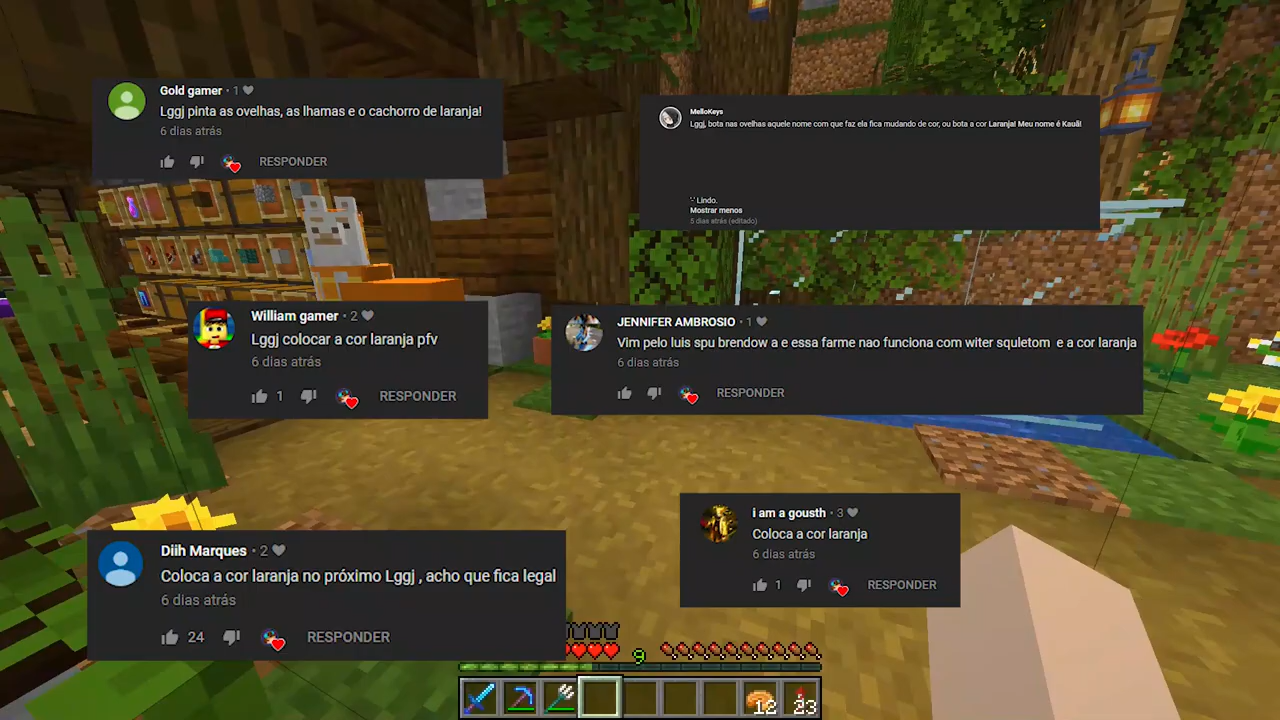 Gold gamer · 1
Lggj pinta as ovelhas, as lhamas e o cachorro de laranja!
6 dias atrás
RESPONDER
MelloKeys
Lggj, bota nas ovelhas aquele nome com que faz ela fica mudando de cor, ou bota a cor Laranja! Meu nome é Kauã!
'-' Lindo.
Mostrar menos
5 dias atrás (editado)
William gamer · 2
Lggj colocar a cor laranja pfv
6 dias atrás
1 RESPONDER
JENNIFER AMBROSIO · 1
Vim pelo luis spu brendow a e essa farme nao funciona com witer squletom e a cor laranja
6 dias atrás
RESPONDER
i am a gousth · 3
Coloca a cor laranja
6 dias atrás
1 RESPONDER
Diih Marques · 2
Coloca a cor laranja no próximo Lggj , acho que fica legal
6 dias atrás
24 RESPONDER
9
12 23